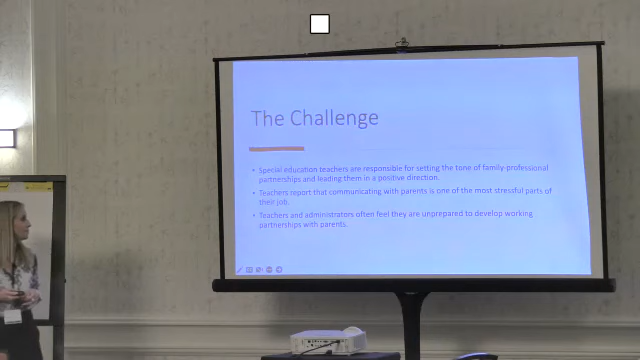 The Challenge
• Special education teachers are responsible for setting the tone of family-professional
partnerships and leading them in a positive direction.
• Teachers report that communicating with parents is one of the most stressful parts of
their job.
• Teachers and administrators often feel they are unprepared to develop working
partnerships with parents.